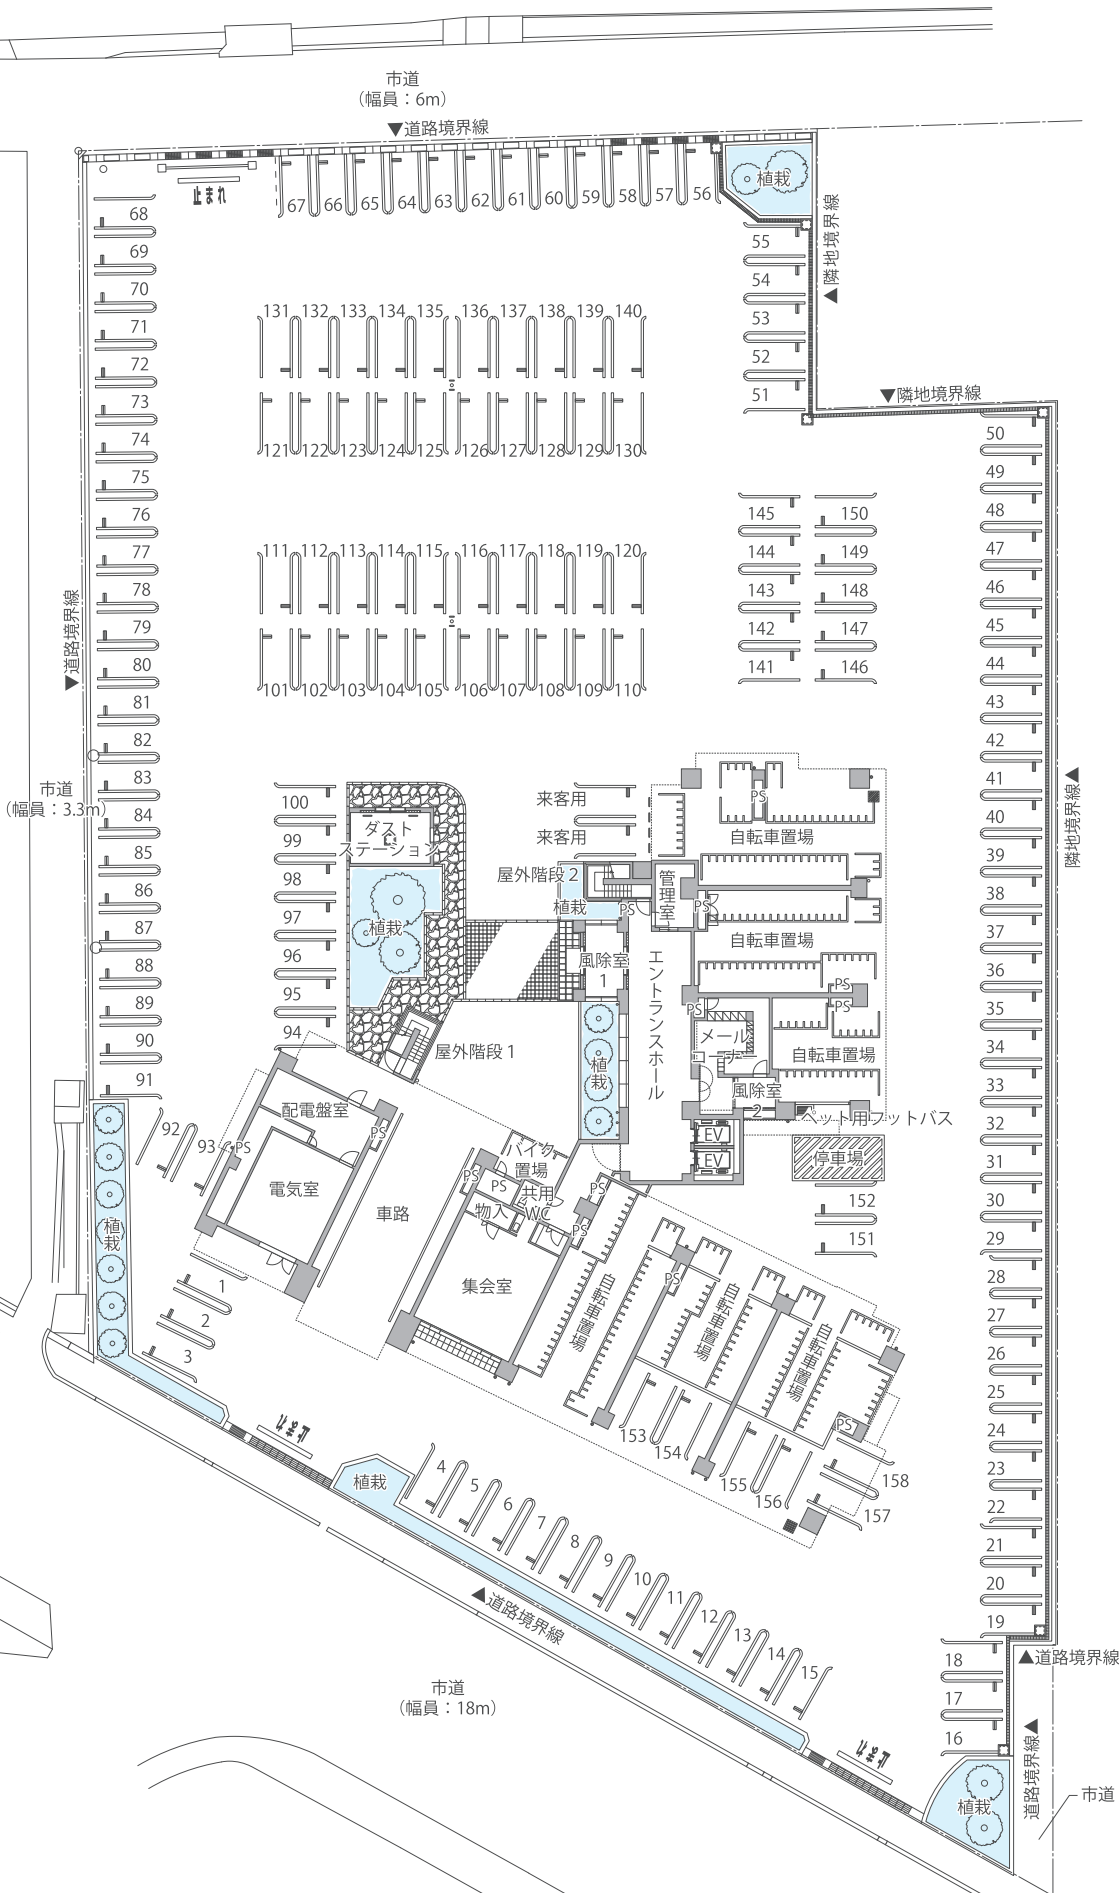 市道
（幅員：6m）
▼道路境界線
止まれ
67 66 65 64 63 62 61 60 59 58 57 56
植栽
▲隣地境界線
68
69
70
71
72
73
74
75
76
77
78
79
80
81
82
83
84
85
86
87
88
89
90
91
55
54
53
52
51
131 132 133 134 135 136 137 138 139 140
121 122 123 124 125 126 127 128 129 130
▼隣地境界線
111 112 113 114 115 116 117 118 119 120
101 102 103 104 105 106 107 108 109 110
145 150
144 149
143 148
142 147
141 146
50
49
48
47
46
45
44
43
42
41
40
39
38
37
36
35
34
33
32
31
30
29
28
27
26
25
24
23
22
21
20
19
18
17
16
▼道路境界線
市道
（幅員：3.3m）
隣地境界線▲
100
99
98
97
96
95
94
ダスト
ステーション
植栽
来客用
来客用
屋外階段2
植栽
PS
管理室
PS
PS
自転車置場
自転車置場
PS
PS
自転車置場
風除室
1
エントランスホール
PS
メール
コーナー
風除室
2
ペット用フットバス
植栽
屋外階段1
EV
EV
停車場
152
151
92
93
PS
配電盤室
PS
電気室
車路
植栽
バイク
置場
PS
PS
共用
WC
物入
PS
PS
集会室
自転車置場
PS
自転車置場
自転車置場
PS
1
2
3
153
154
155
156
158
157
止まれ
植栽
4
5
6
7
8
9
10
11
12
13
14
15
▲道路境界線
市道
（幅員：18m）
止まれ
▲道路境界線
道路境界線▲
植栽
市道